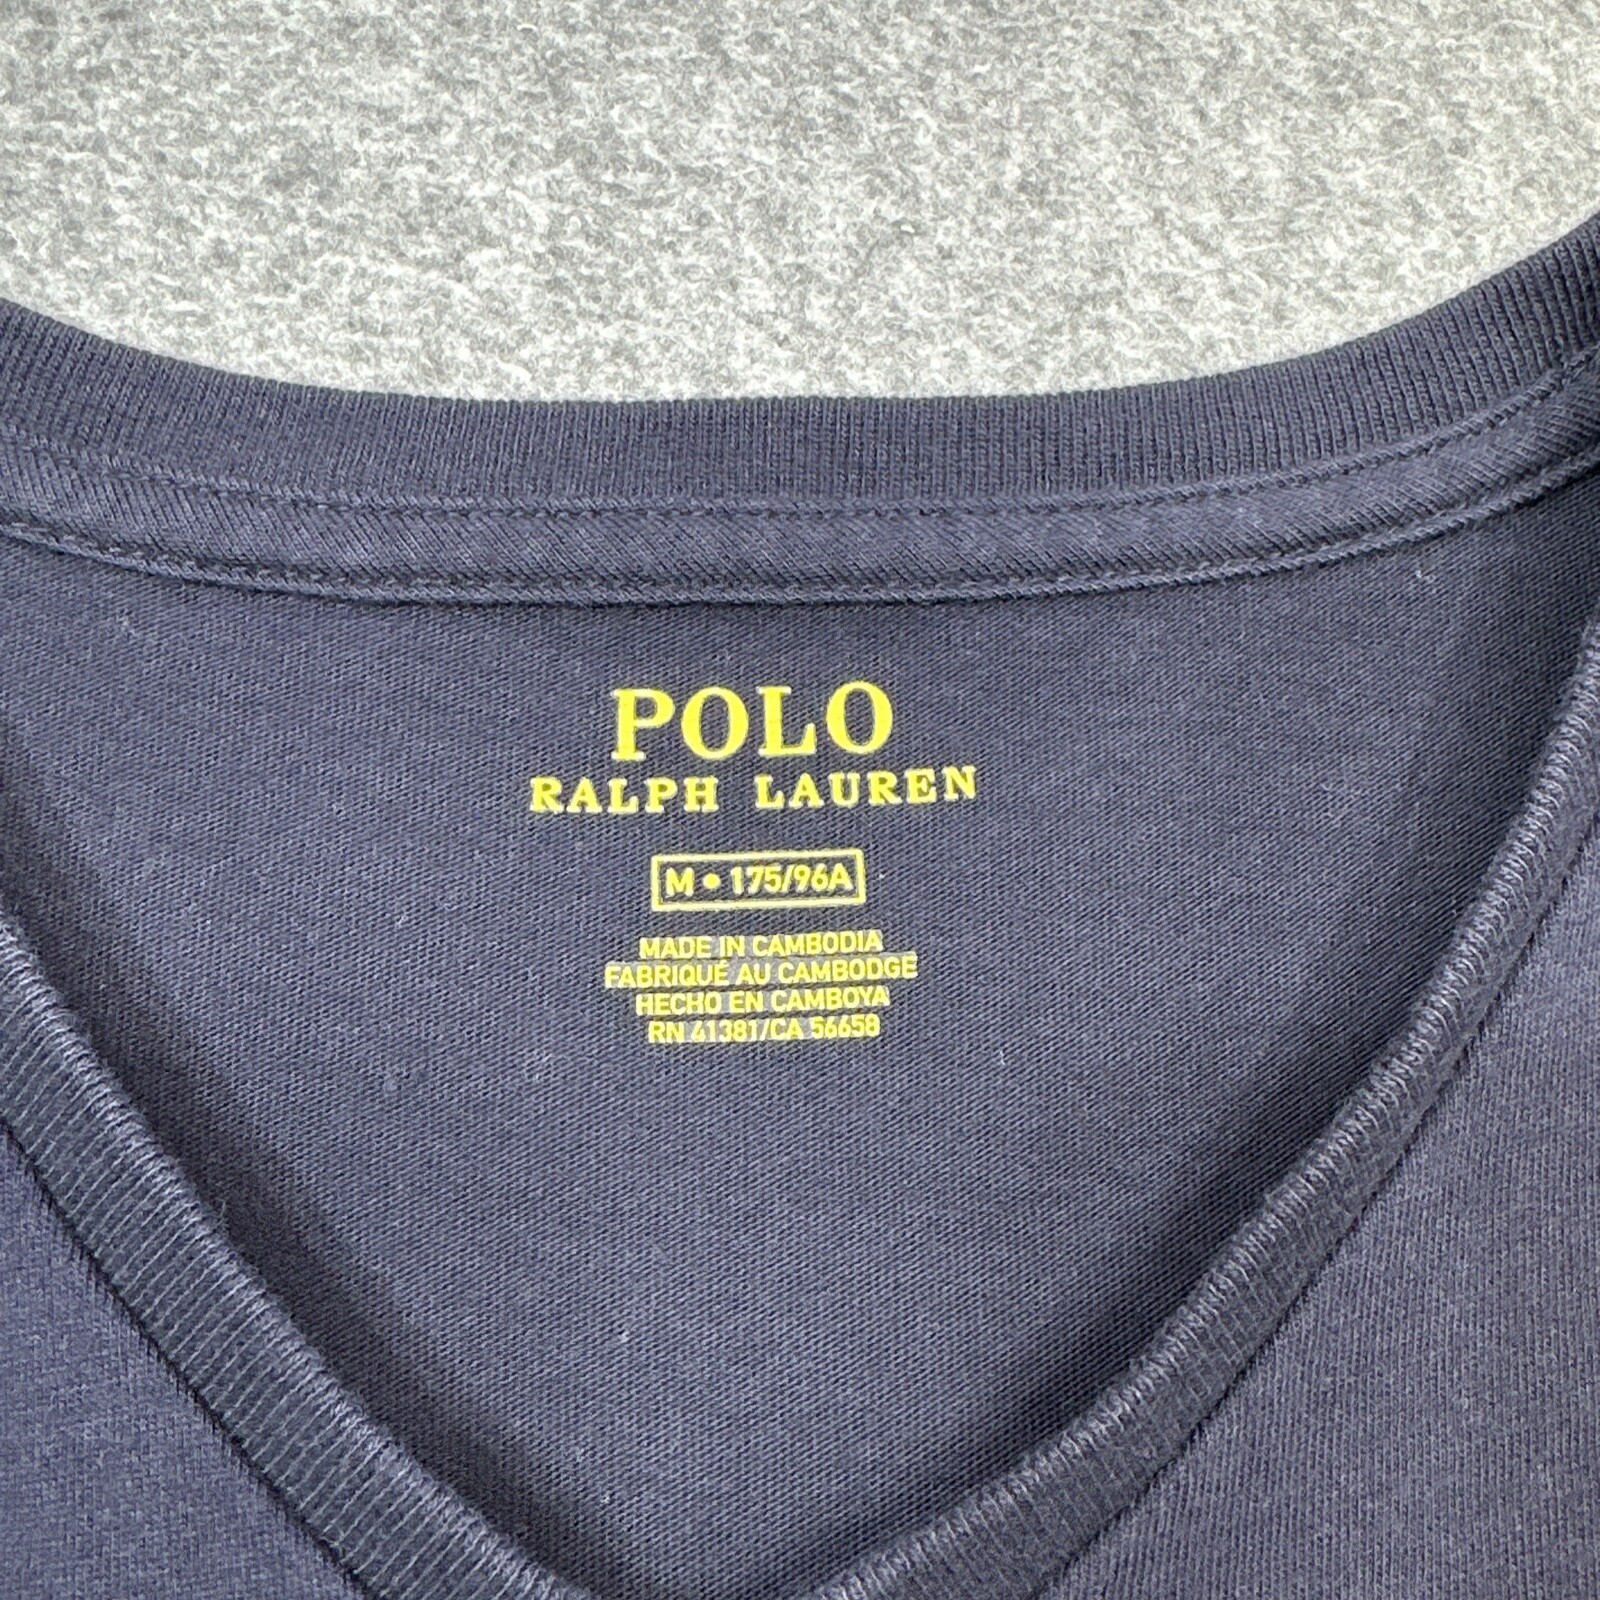 POLO
RALPH LAUREN
M • 175/96A
MADE IN CAMBODIA
FABRIQUÉ AU CAMBODGE
HECHO EN CAMBOYA
RN 41381/CA 56658